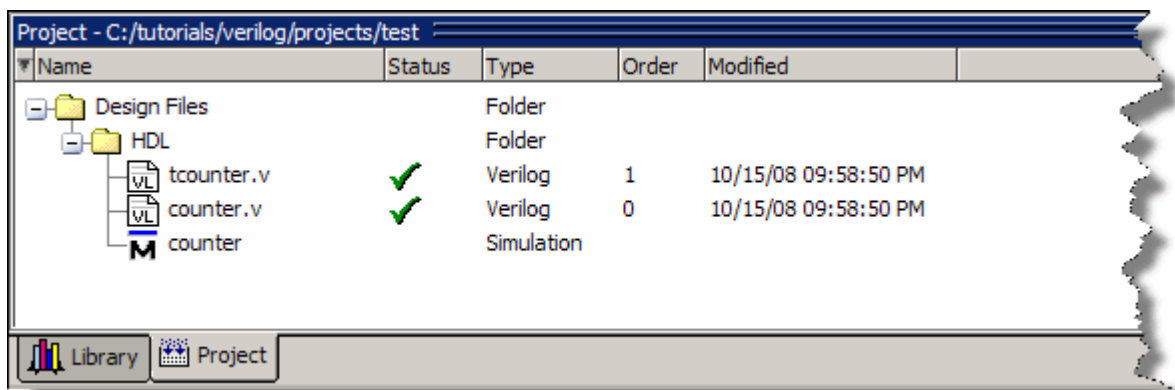 Project - C:/tutorials/verilog/projects/test
Name Status Type Order Modified
Design Files Folder
HDL Folder
VL tcounter.v Verilog 1 10/15/08 09:58:50 PM
VL counter.v Verilog 0 10/15/08 09:58:50 PM
M counter Simulation
Library Project